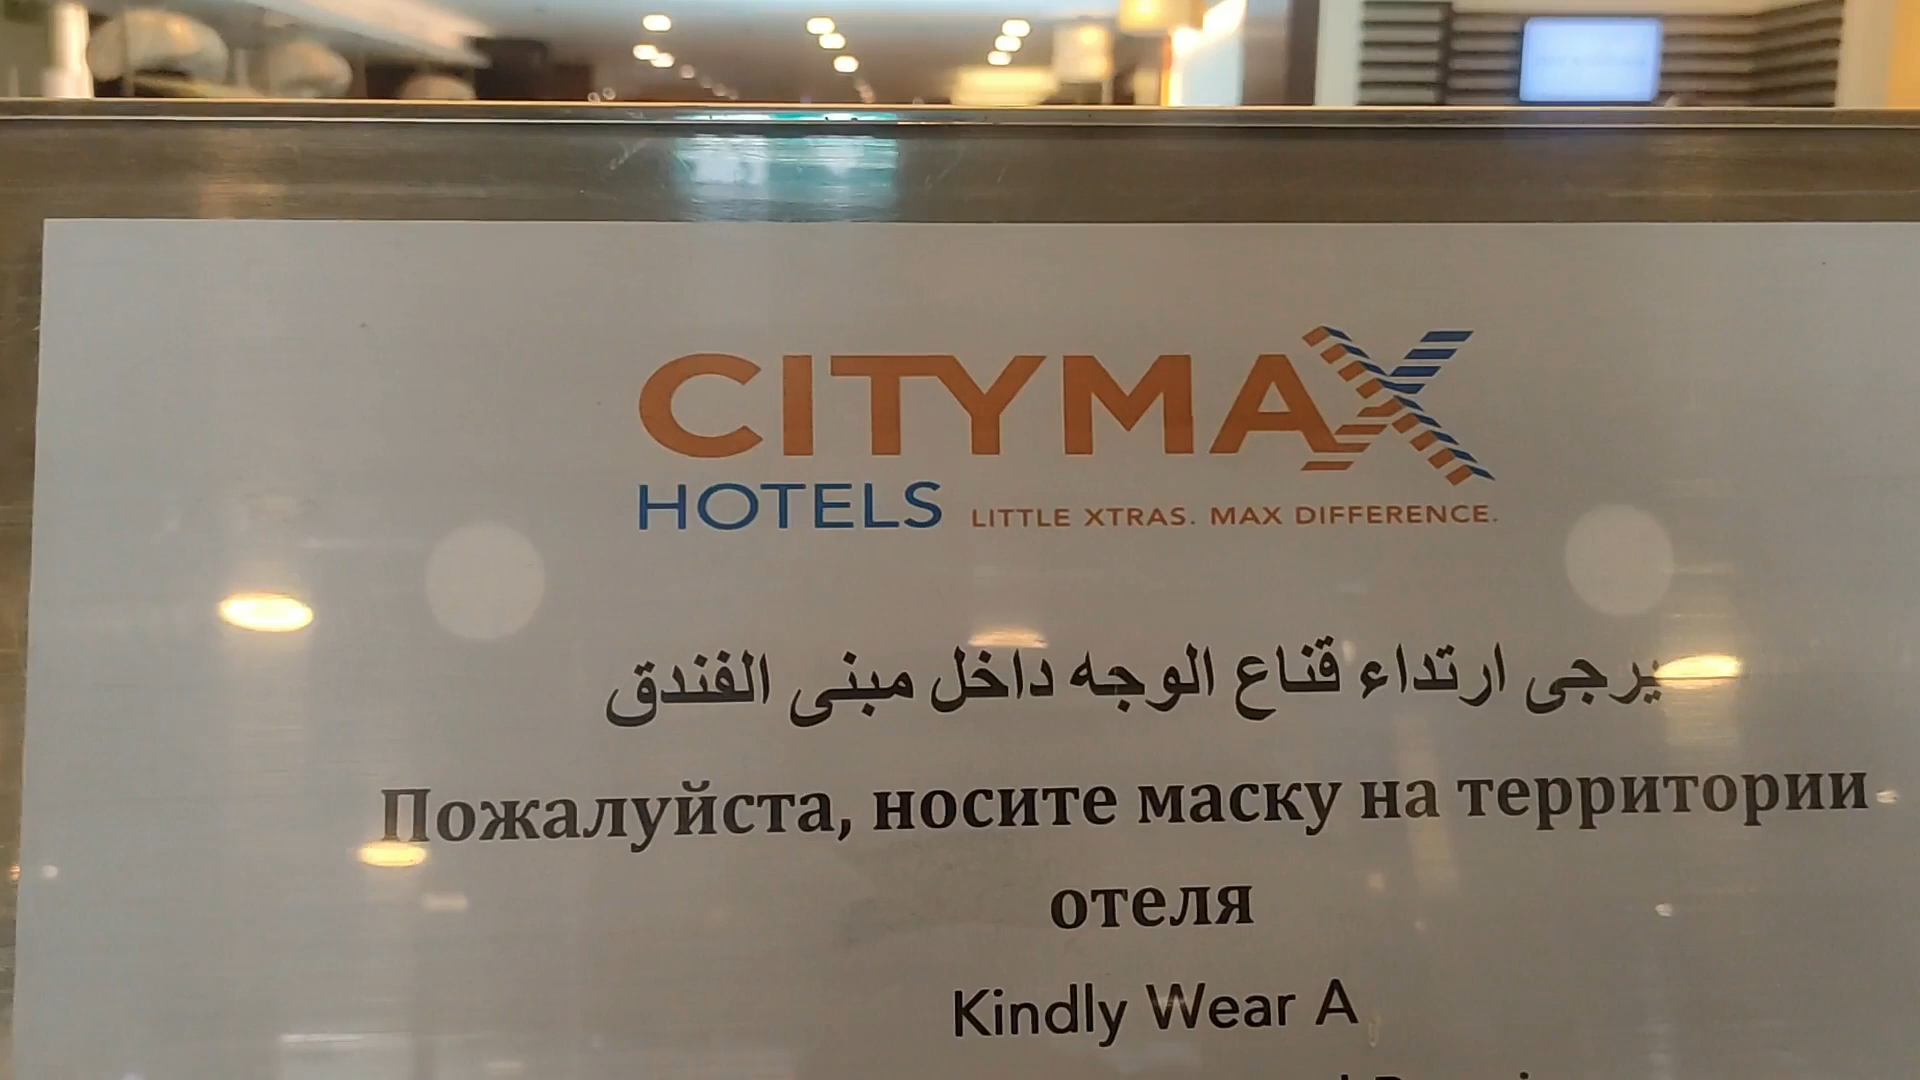 CITYMAX
HOTELS LITTLE XTRAS. MAX DIFFERENCE.
يرجى ارتداء قناع الوجه داخل مبنى الفندق
Пожалуйста, носите маску на территории
отеля
Kindly Wear A